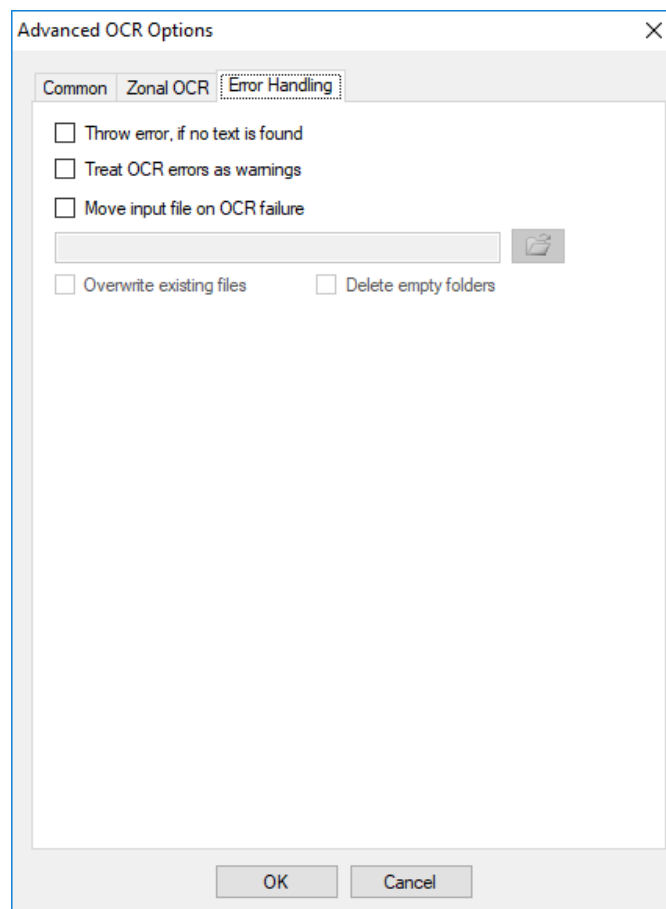 Advanced OCR Options
Common Zonal OCR Error Handling
Throw error, if no text is found
Treat OCR errors as warnings
Move input file on OCR failure
Overwrite existing files Delete empty folders
OK Cancel